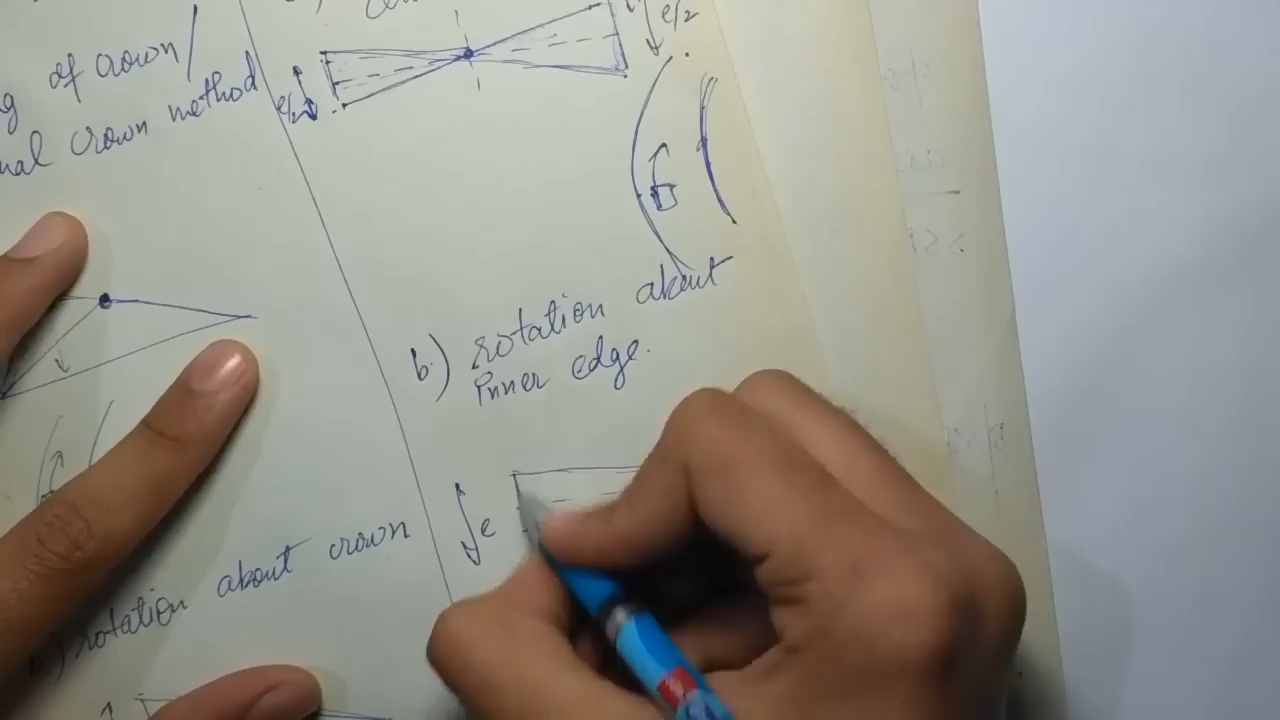 of crown/
nal crown method
e/2
e/2
b.) rotation about
inner edge.
e
a) rotation about crown